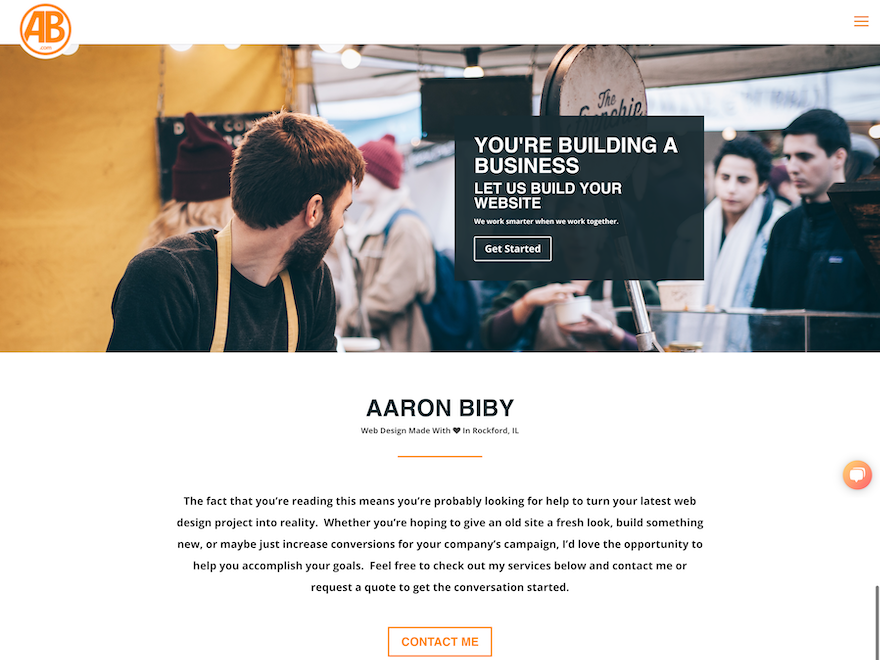 AB
.com
The
YOU'RE BUILDING A
BUSINESS
LET US BUILD YOUR
WEBSITE
We work smarter when we work together.
Get Started
AARON BIBY
Web Design Made With ❤ In Rockford, IL
The fact that you’re reading this means you’re probably looking for help to turn your latest web
design project into reality.  Whether you’re hoping to give an old site a fresh look, build something
new, or maybe just increase conversions for your company’s campaign, I’d love the opportunity to
help you accomplish your goals.  Feel free to check out my services below and contact me or
request a quote to get the conversation started.
CONTACT ME